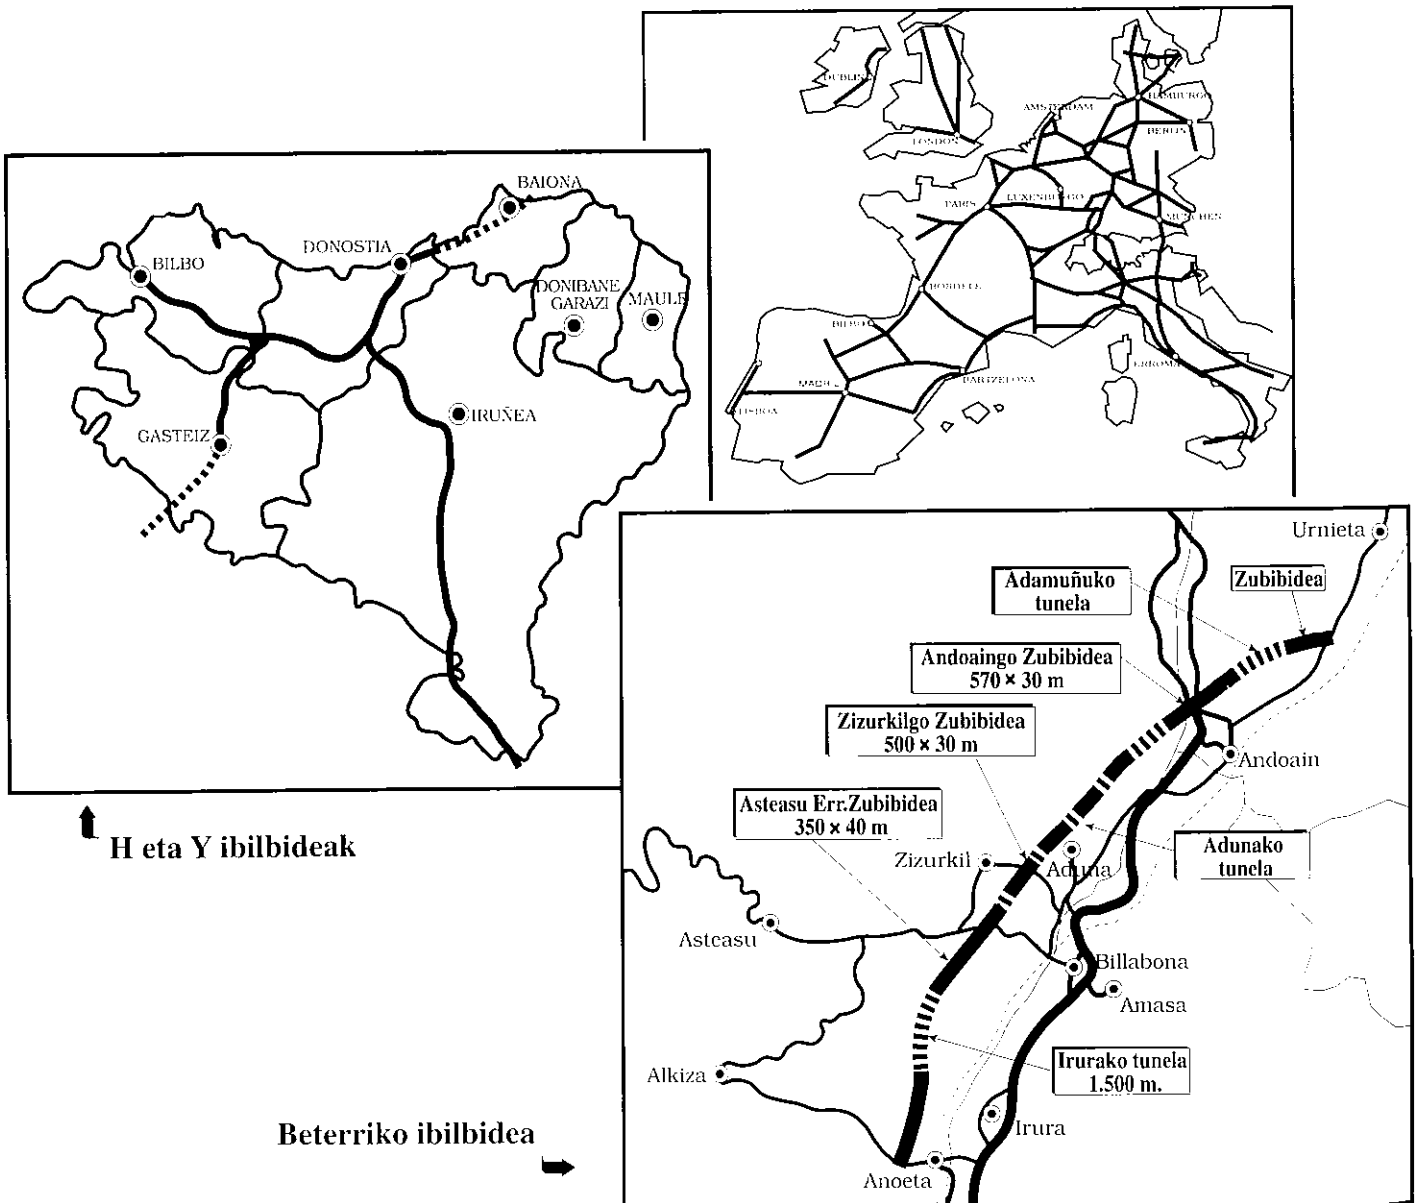 DUBLIN
LONDON
AMSTERDAM
HAMBURGO
BERLIN
PARIS
LUXENBURGO
MUNCHEN
BORDELE
BILBO
MADRIL
BARTZELONA
LISBOA
ERROMA
BAIONA
DONOSTIA
BILBO
DONIBANE
GARAZI
MAULE
IRUÑEA
GASTEIZ
H eta Y ibilbideak
Urnieta
Adamuñuko
tunela
Zubibidea
Andoaingo Zubibidea
570 × 30 m
Zizurkilgo Zubibidea
500 × 30 m
Andoain
Asteasu Err.Zubibidea
350 × 40 m
Adunako
tunela
Zizurkil
Aduna
Asteasu
Billabona
Amasa
Irurako tunela
1.500 m.
Alkiza
Irura
Anoeta
Beterriko ibilbidea